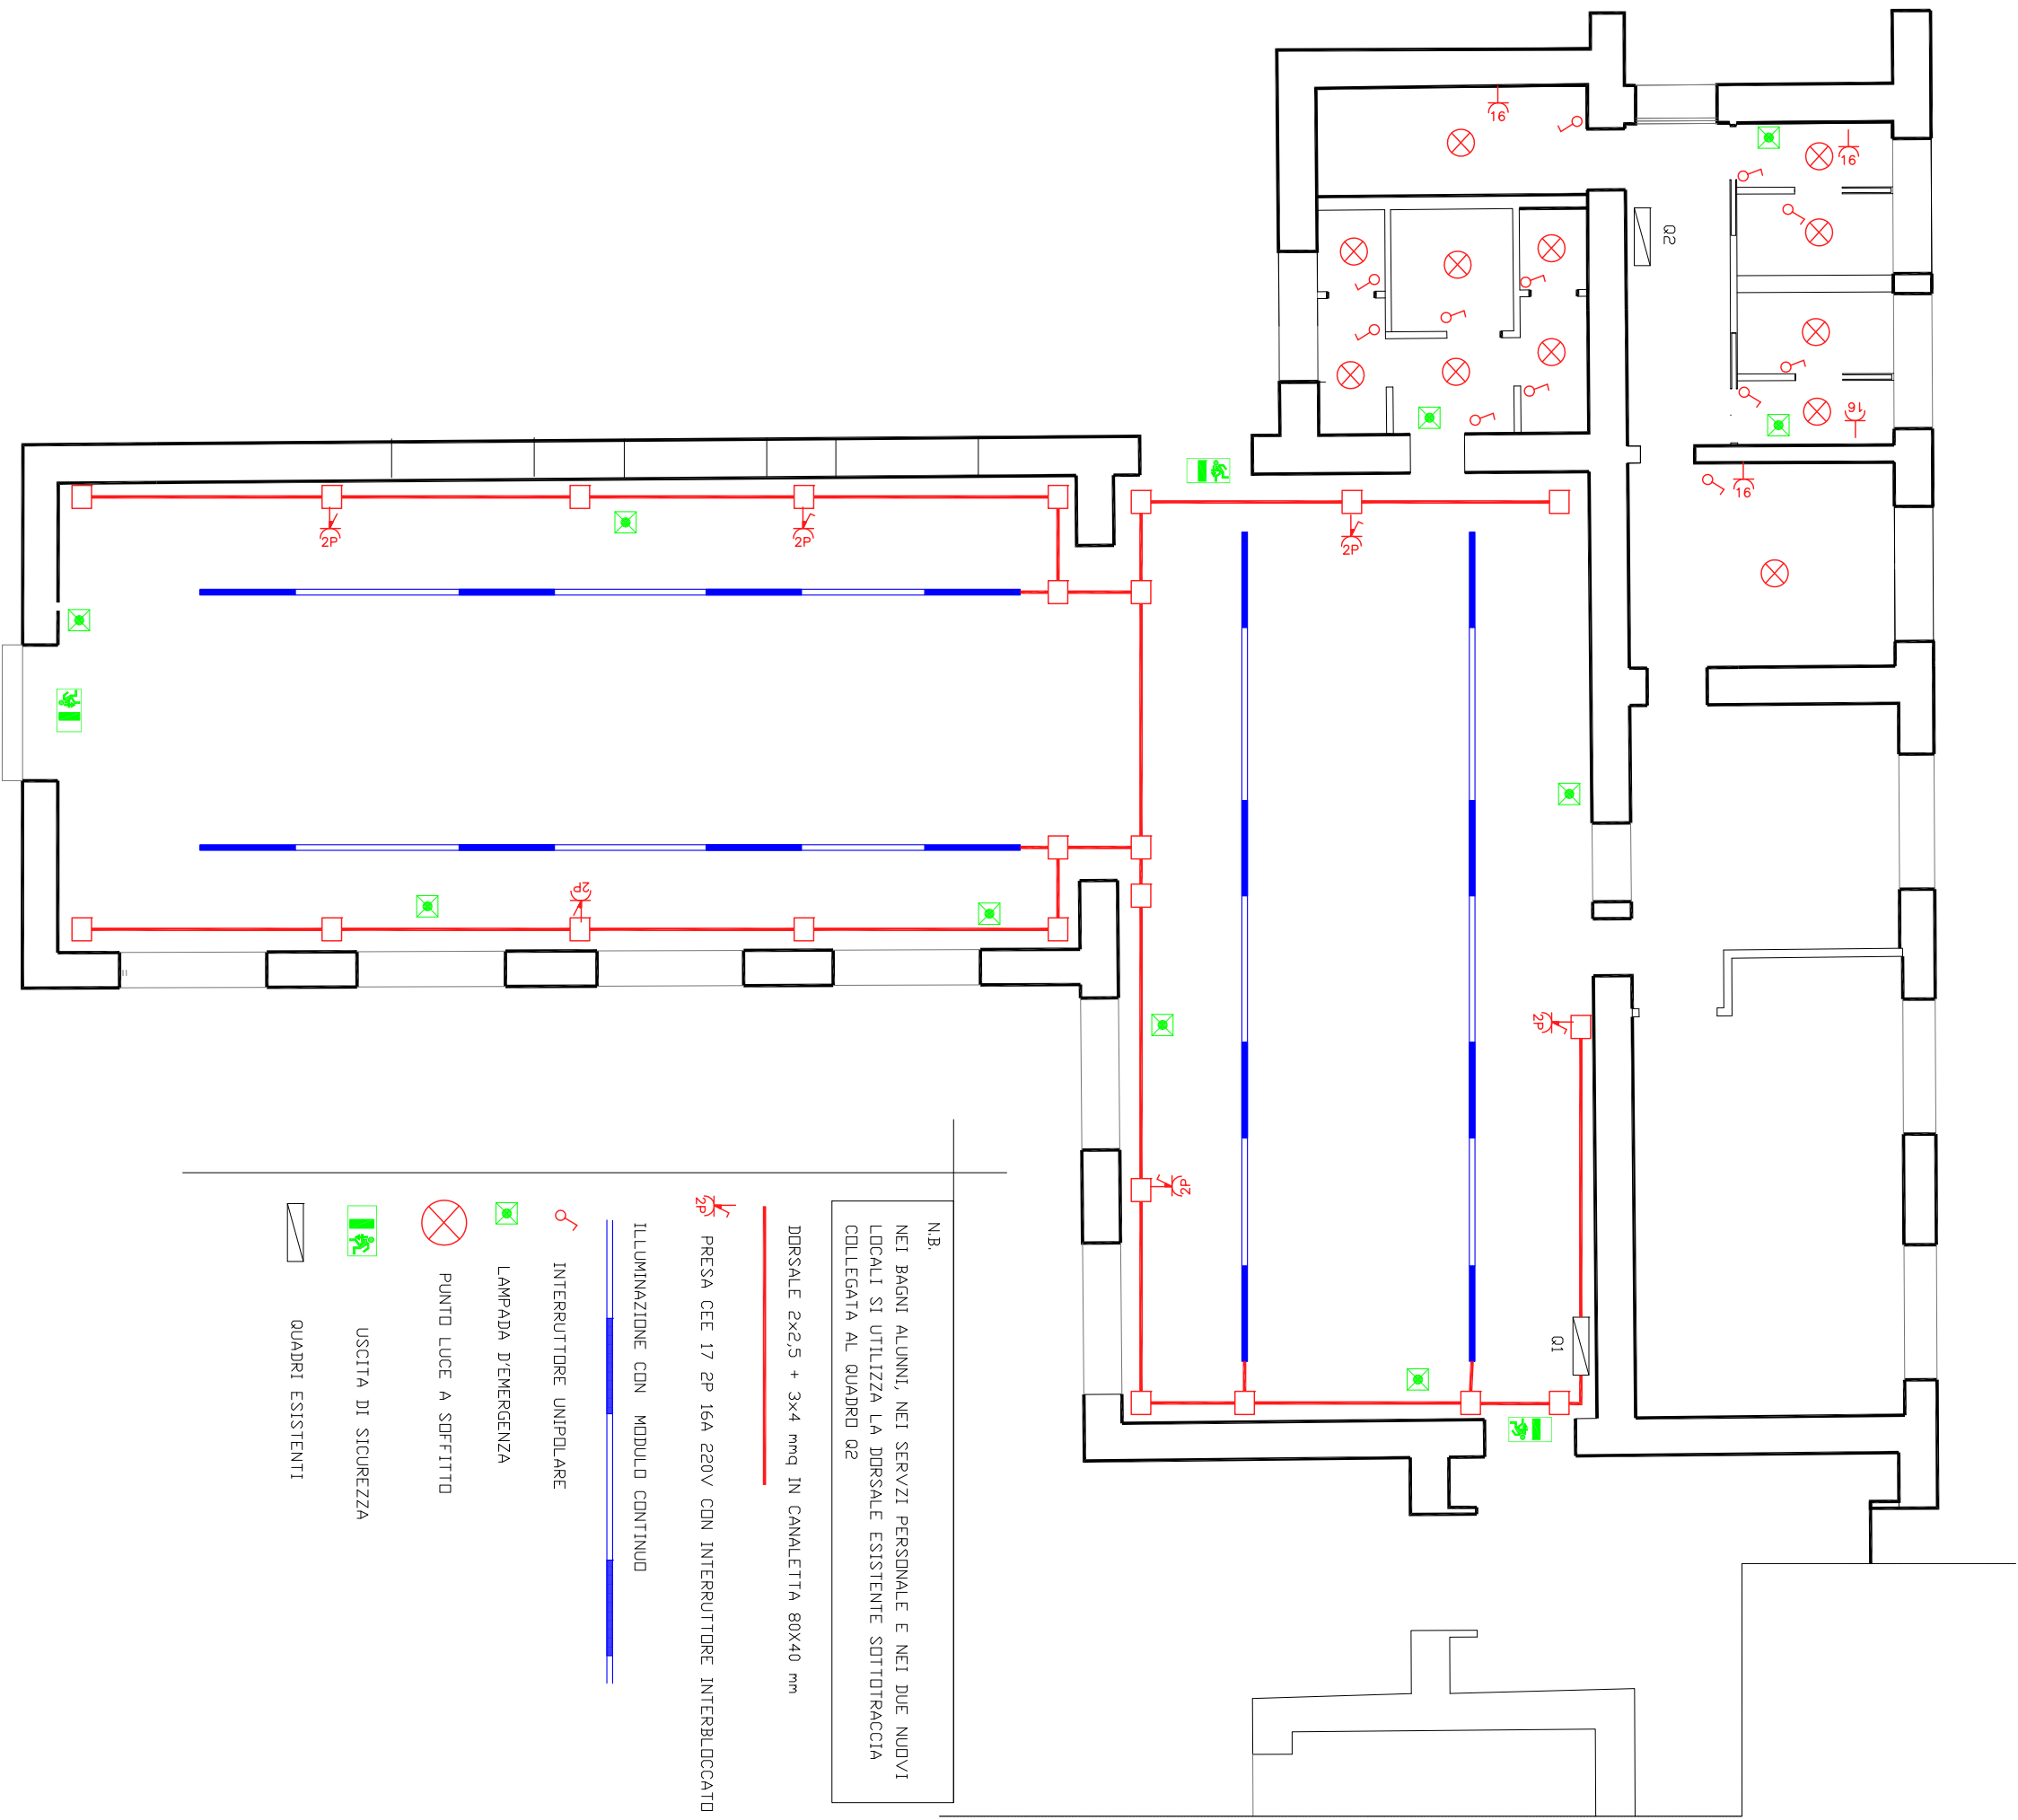 N.B.
NEI BAGNI ALUNNI, NEI SERVZI PERSONALE E NEI DUE NUOVI
LOCALI SI UTILIZZA LA DORSALE ESISTENTE SOTTOTRACCIA
COLLEGATA AL QUADRO Q2
DORSALE 2x2,5 + 3x4 mmq IN CANALETTA 80X40 mm
2P
PRESA CEE 17 2P 16A 220V CON INTERRUTTORE INTERBLOCCATO
ILLUMINAZIONE CON MODULO CONTINUO
INTERRUTTORE UNIPOLARE
LAMPADA D'EMERGENZA
PUNTO LUCE A SOFFITTO
USCITA DI SICUREZZA
QUADRI ESISTENTI
16
16
16
16
Q2
Q1
2P
2P
2P
2P
2P
2P